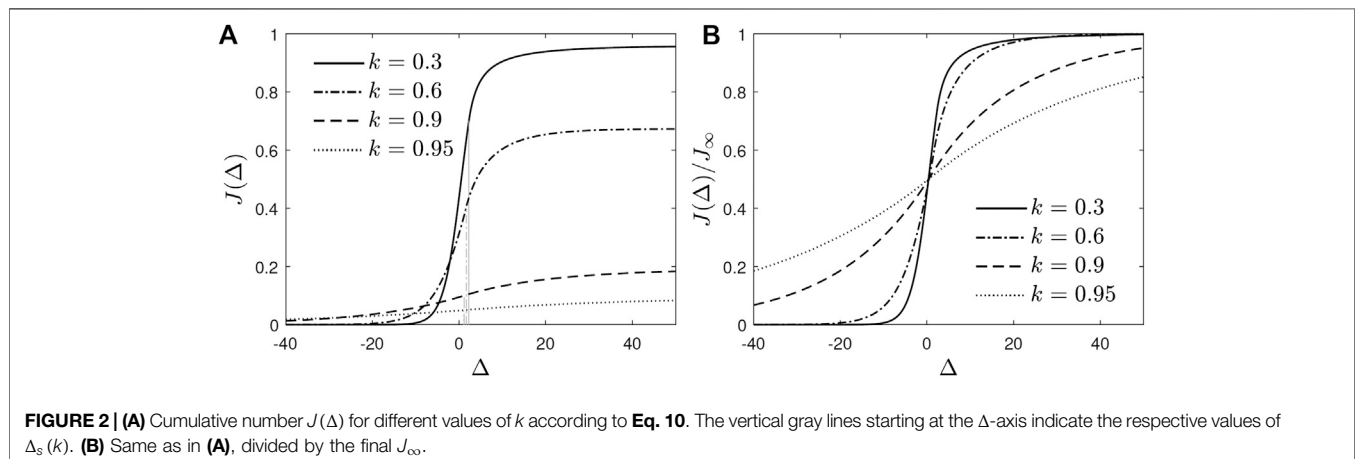 A
1
0.8
0.6
0.4
0.2
0
J(Δ)
k = 0.3
k = 0.6
k = 0.9
k = 0.95
-40
-20
0
20
40
Δ
B
1
0.8
0.6
0.4
0.2
0
J(Δ)/J∞
k = 0.3
k = 0.6
k = 0.9
k = 0.95
-40
-20
0
20
40
Δ
FIGURE 2 | (A) Cumulative number J(Δ) for different values of k according to Eq. 10. The vertical gray lines starting at the Δ-axis indicate the respective values of
Δs (k). (B) Same as in (A), divided by the final J∞.